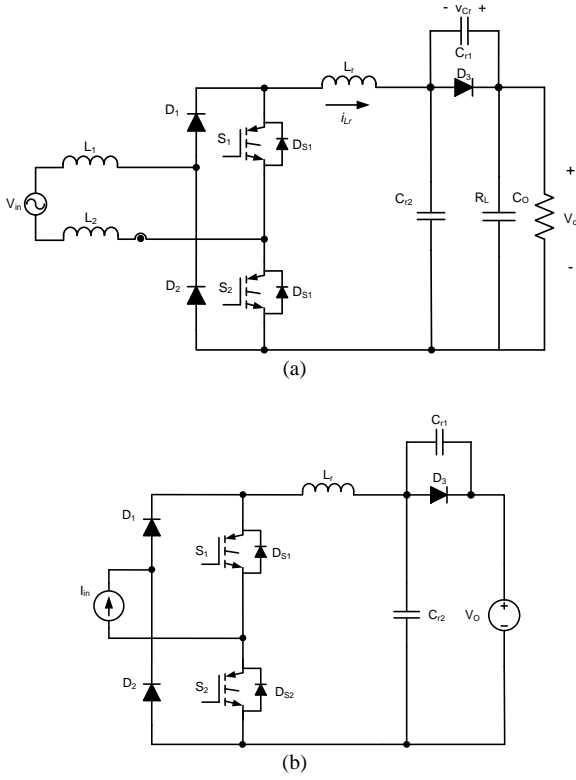 - vCr +
Cr1
Lr
D3
D1
iLr
S1
DS1
L1
Vin
Cr2
RL
CO
+
Vo
-
L2
D2
S2
DS1
(a)
Cr1
Lr
D3
D1
S1
DS1
Iin
Cr2
VO
+
-
D2
S2
DS2
(b)